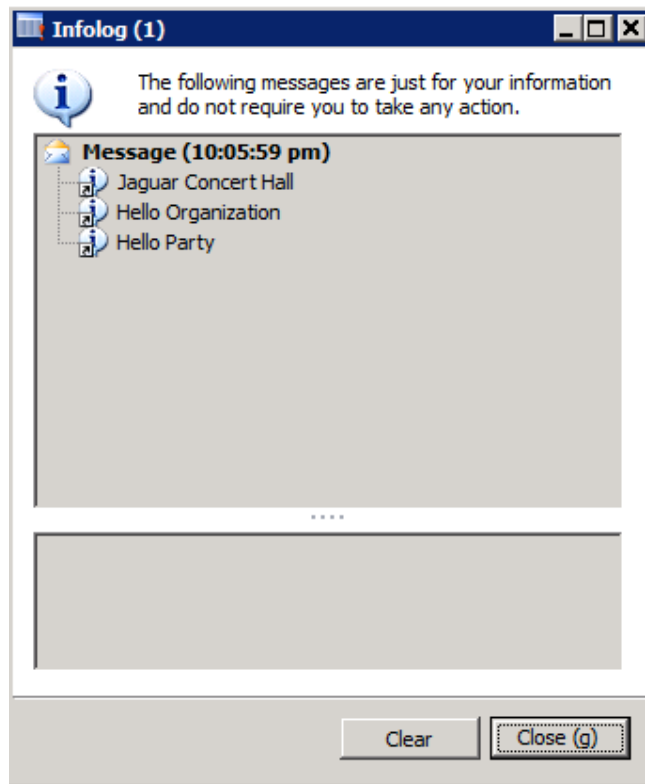 Infolog (1)
The following messages are just for your information
and do not require you to take any action.
Message (10:05:59 pm)
Jaguar Concert Hall
Hello Organization
Hello Party
Clear
Close (g)